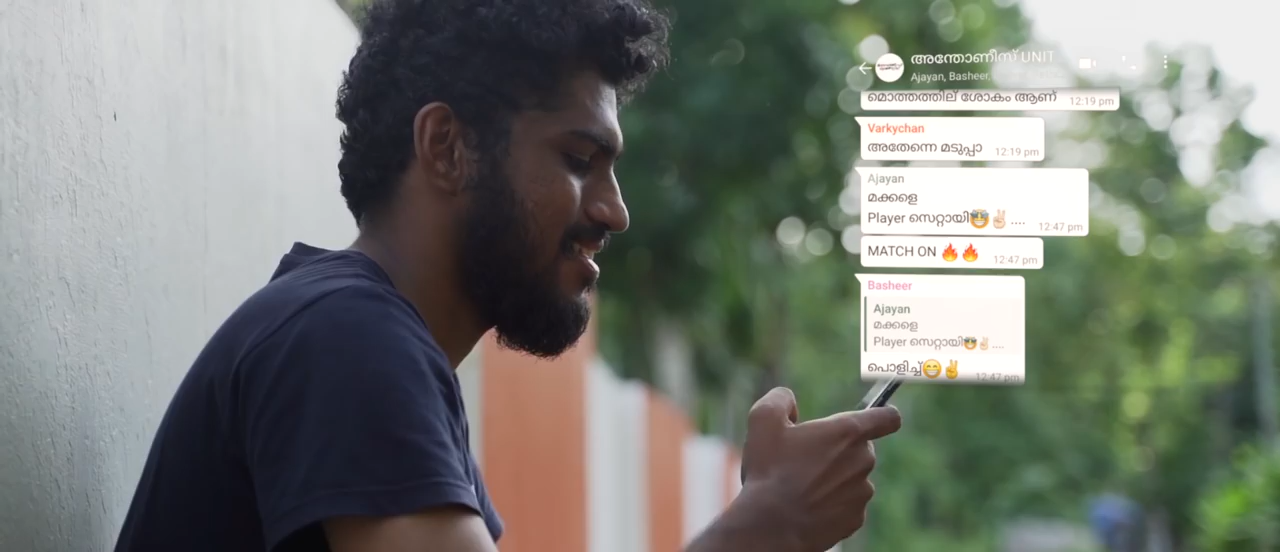 അന്തോണീസ് UNIT
Ajayan, Basheer,
മൊത്തത്തില് ശോകം ആണ് 12:19 pm
Varkychan
അതേന്നെ മടുപ്പാ 12:19 pm
Ajayan
മക്കളെ
Player സെറ്റായി🤩✌🏼.... 12:47 pm
MATCH ON 🔥🔥 12:47 pm
Basheer
Ajayan
മക്കളെ
Player സെറ്റായി🤩✌🏼....
പൊളിച്ച്😁✌️ 12:47 pm